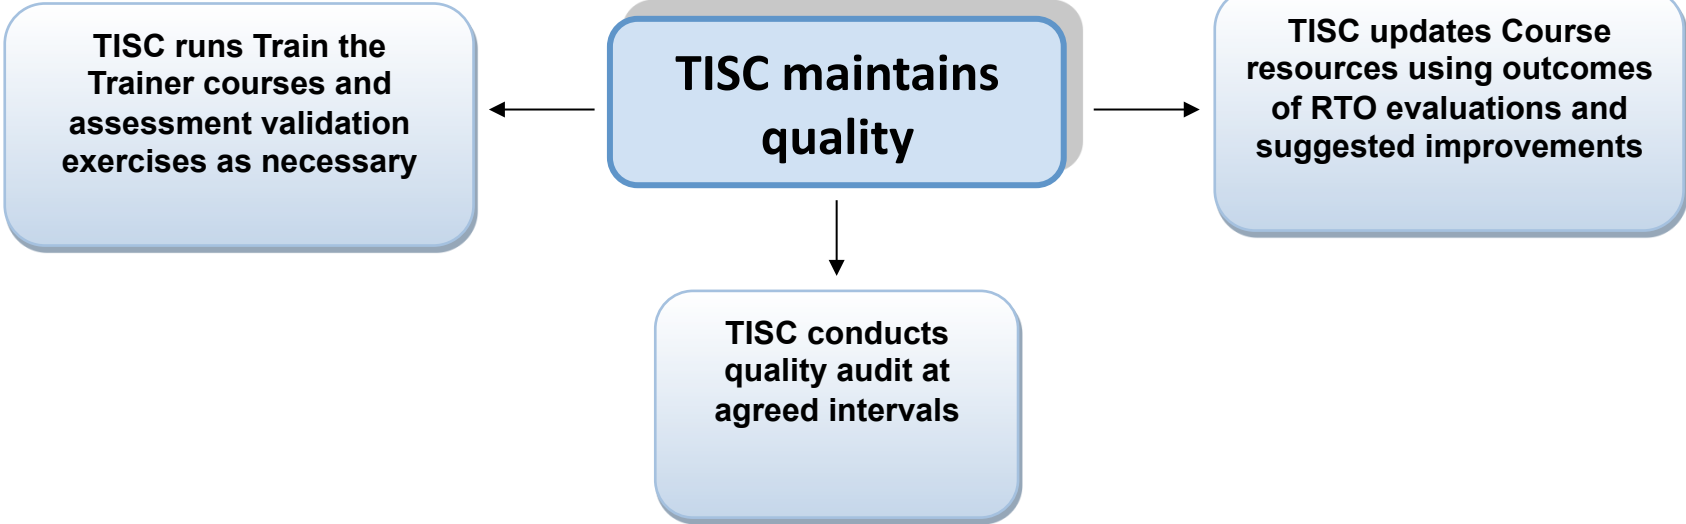 TISC runs Train the
Trainer courses and
assessment validation
exercises as necessary
TISC maintains
quality
TISC updates Course
resources using outcomes
of RTO evaluations and
suggested improvements
TISC conducts
quality audit at
agreed intervals